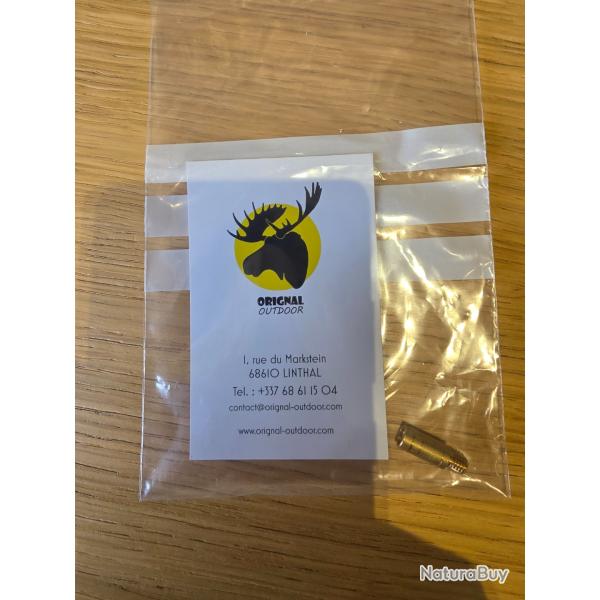 ORIGNAL
OUTDOOR
1, rue du Markstein
68610 LINTHAL
Tel. : +337 68 61 15 04
contact@orignal-outdoor.com
www.orignal-outdoor.com
NaturaBuy